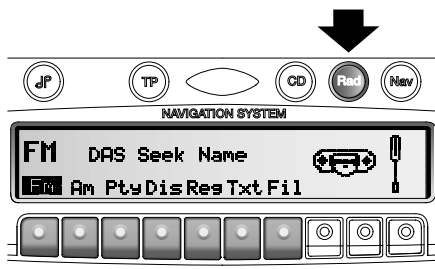 TP CD Rad Nav
NAVIGATION SYSTEM
FM DAS Seek Name
Fm Am Pty Dis Reg Txt Fil